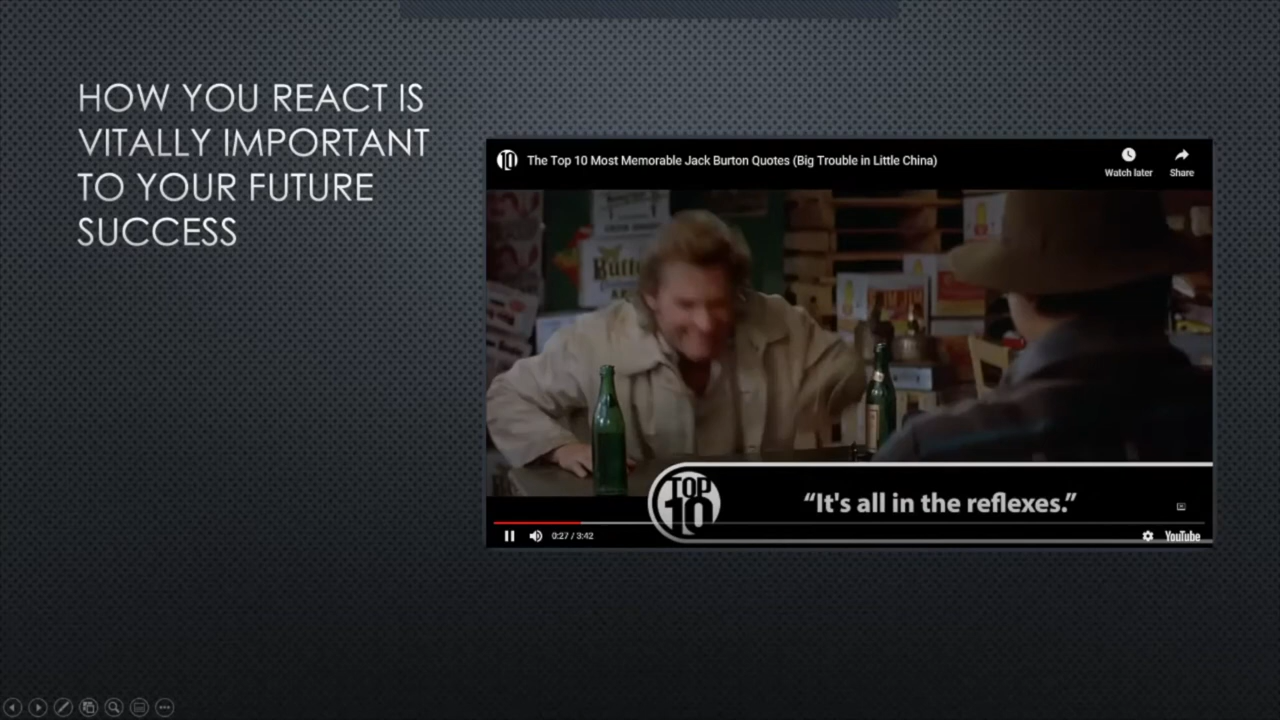 HOW YOU REACT IS
VITALLY IMPORTANT
TO YOUR FUTURE
SUCCESS
10
The Top 10 Most Memorable Jack Burton Quotes (Big Trouble in Little China)
Watch later
Share
TOP
10
“It's all in the reflexes.”
0:27 / 3:42
YouTube